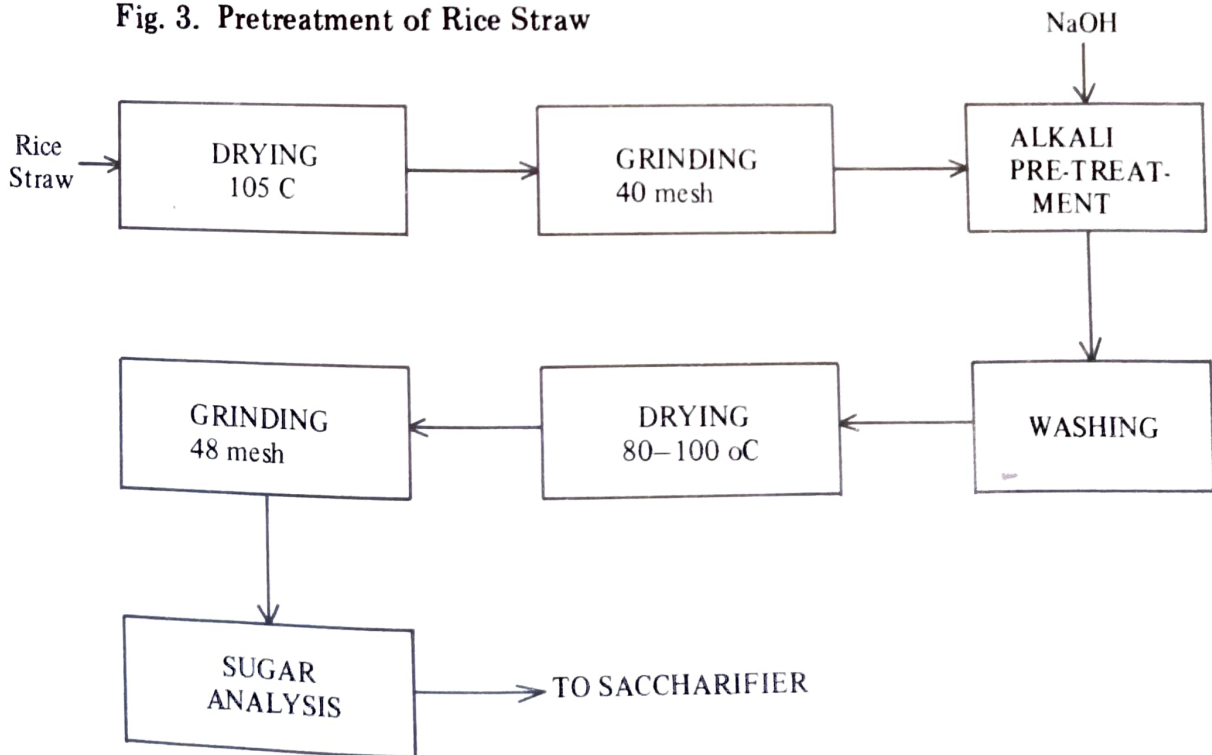 Fig. 3. Pretreatment of Rice Straw
NaOH
Rice
Straw
DRYING
105 C
GRINDING
40 mesh
ALKALI
PRE-TREAT-
MENT
WASHING
DRYING
80–100 oC
GRINDING
48 mesh
SUGAR
ANALYSIS
TO SACCHARIFIER